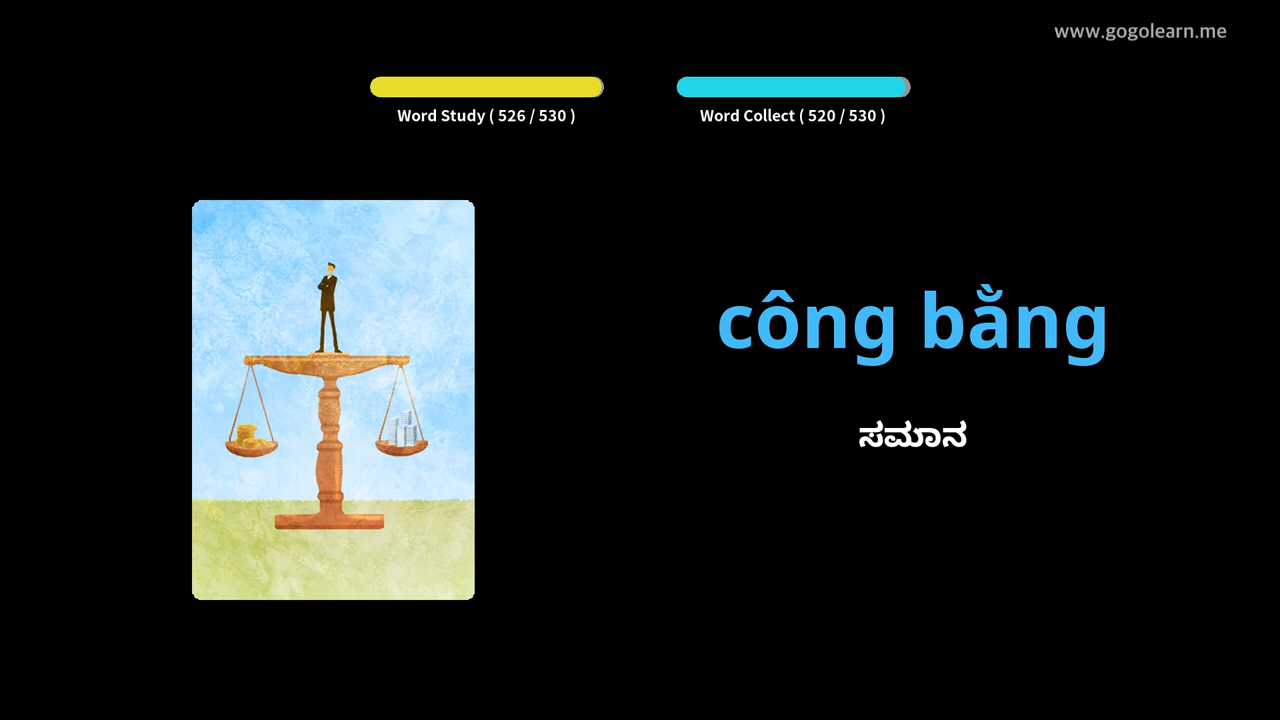 www.gogolearn.me
Word Study ( 526 / 530 )
Word Collect ( 520 / 530 )
công bằng
ಸಮಾನ